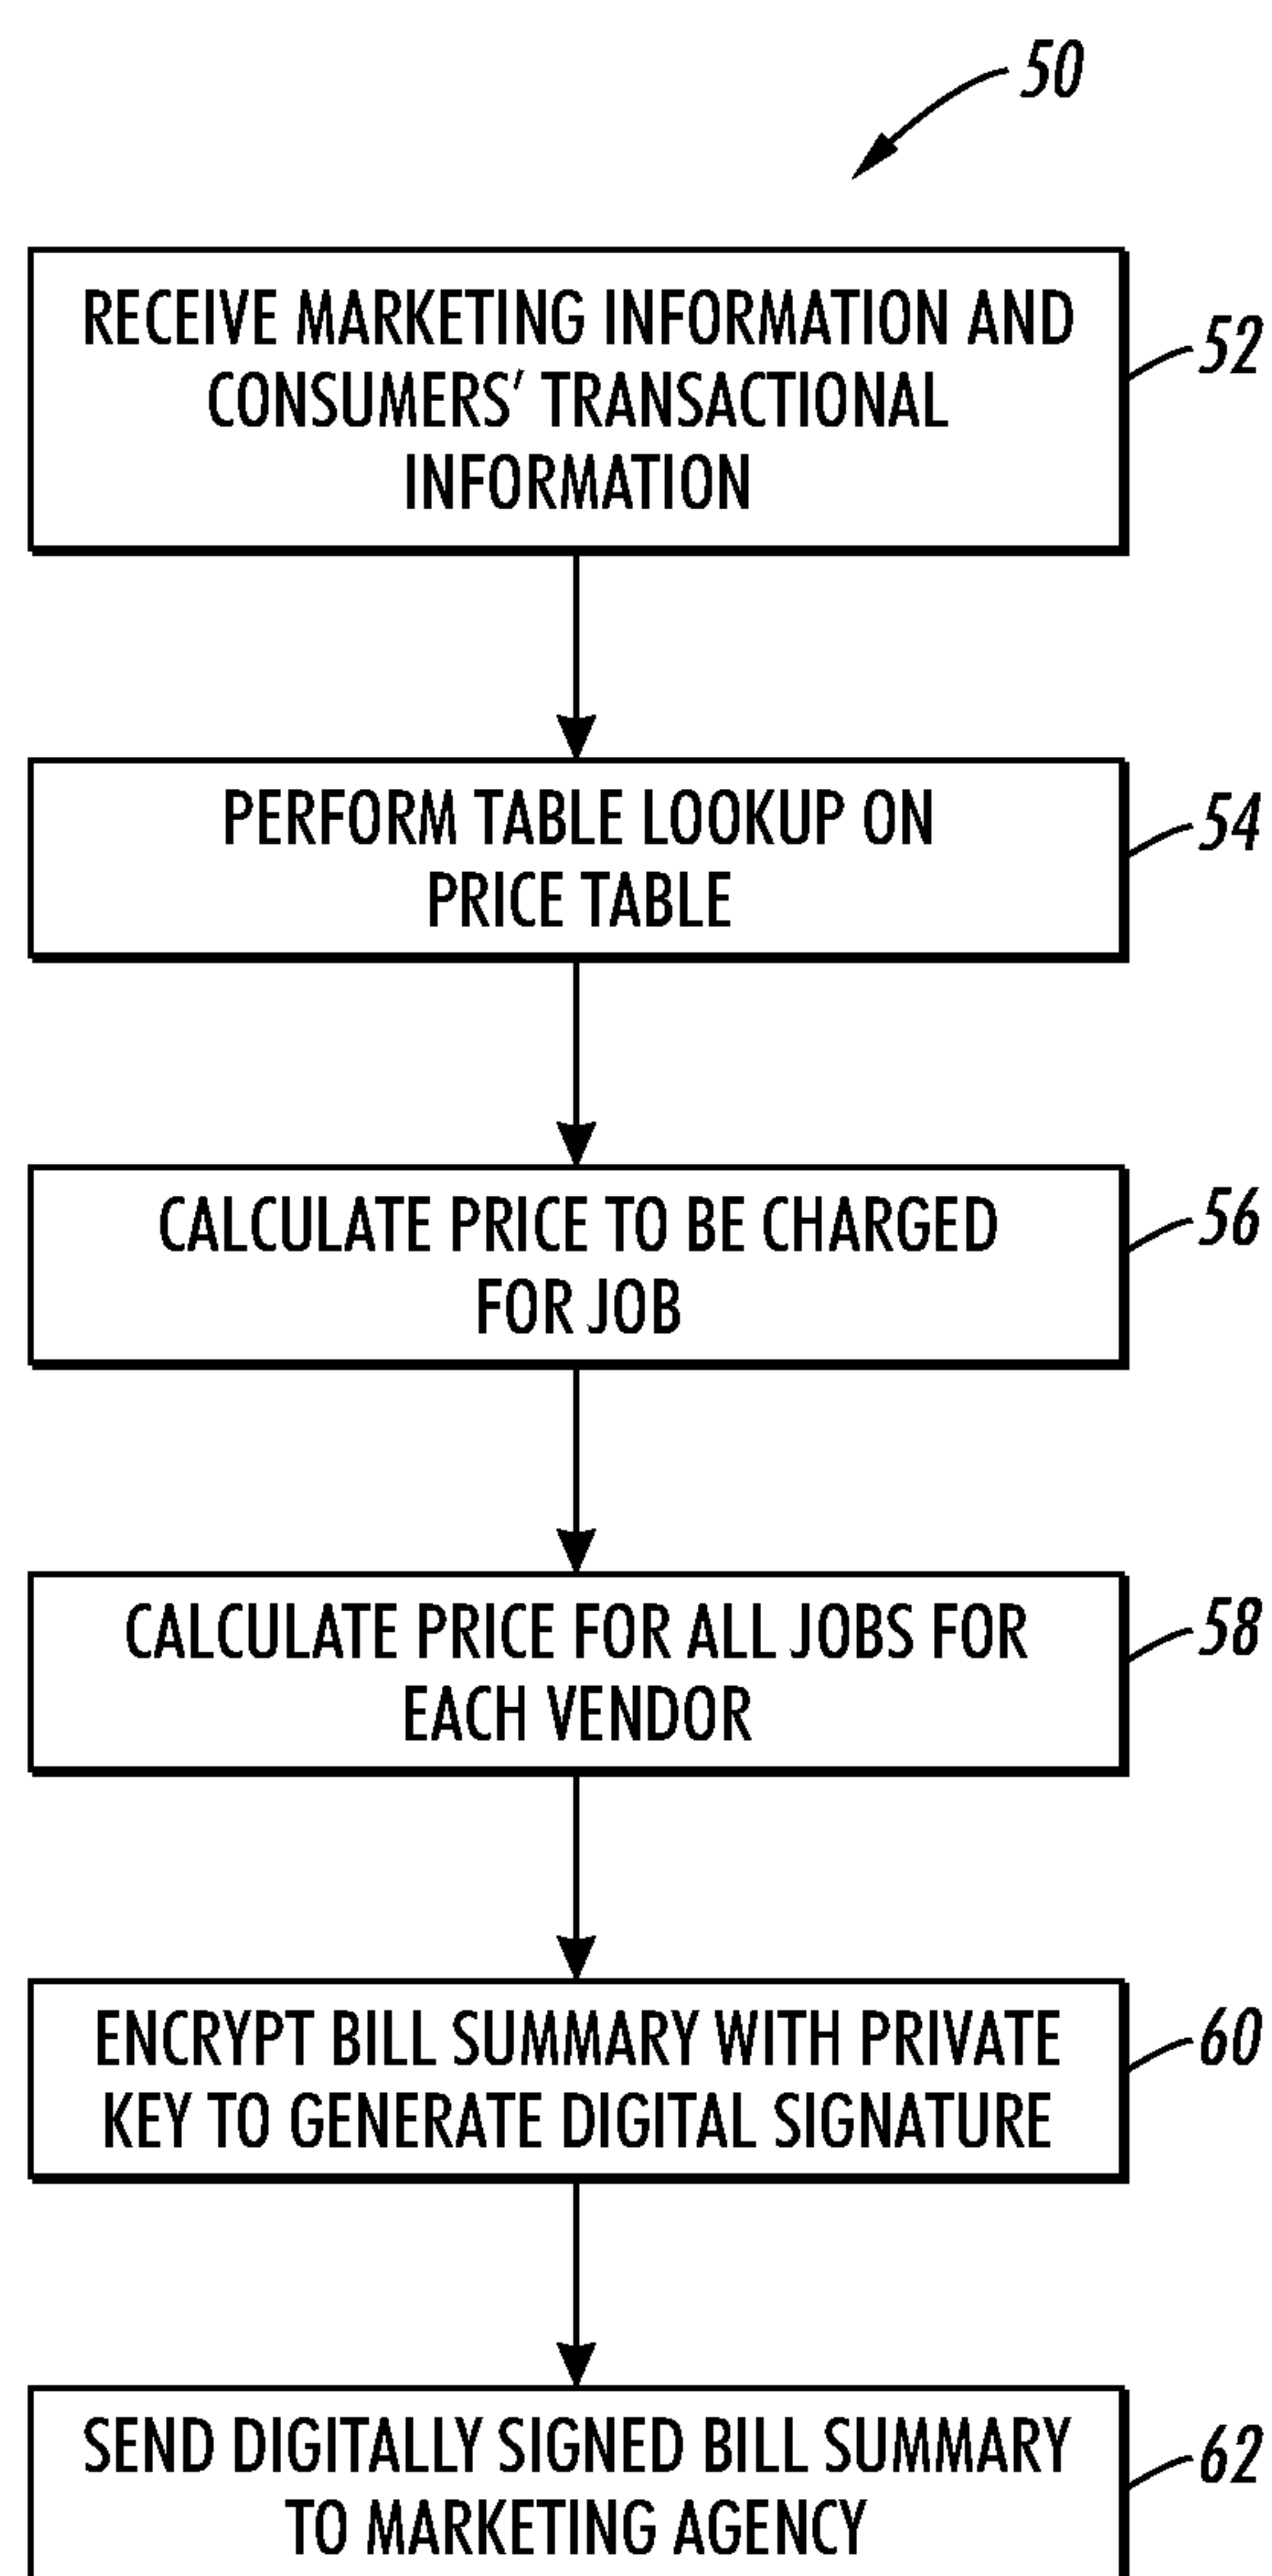 50
RECEIVE MARKETING INFORMATION AND
CONSUMERS' TRANSACTIONAL
INFORMATION
52
PERFORM TABLE LOOKUP ON
PRICE TABLE
54
CALCULATE PRICE TO BE CHARGED
FOR JOB
56
CALCULATE PRICE FOR ALL JOBS FOR
EACH VENDOR
58
ENCRYPT BILL SUMMARY WITH PRIVATE
KEY TO GENERATE DIGITAL SIGNATURE
60
SEND DIGITALLY SIGNED BILL SUMMARY
TO MARKETING AGENCY
62